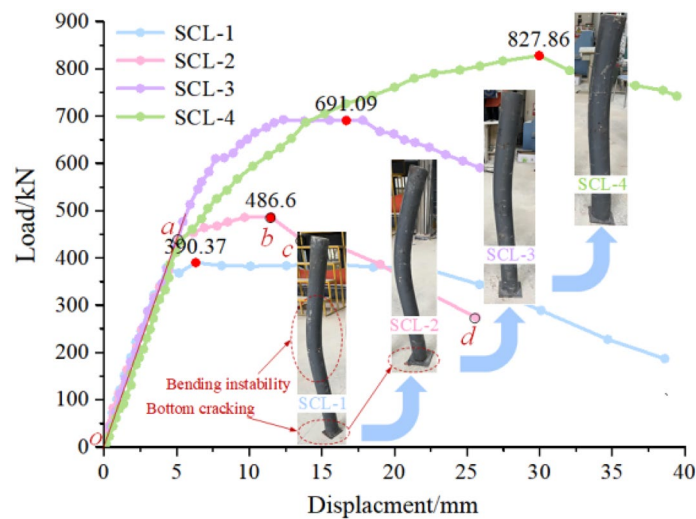 900
800
700
600
500
400
300
200
100
0
Load/kN
SCL-1
SCL-2
SCL-3
SCL-4
827.86
691.09
486.6
390.37
a
b
c
d
o
SCL-4
SCL-3
SCL-2
SCL-1
Bending instability
Bottom cracking
0 5 10 15 20 25 30 35 40
Displacment/mm